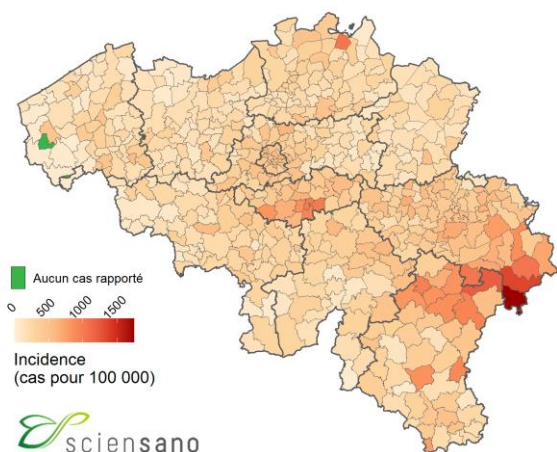 Aucun cas rapporté
0 500 1000 1500
Incidence
(cas pour 100 000)
sciensano